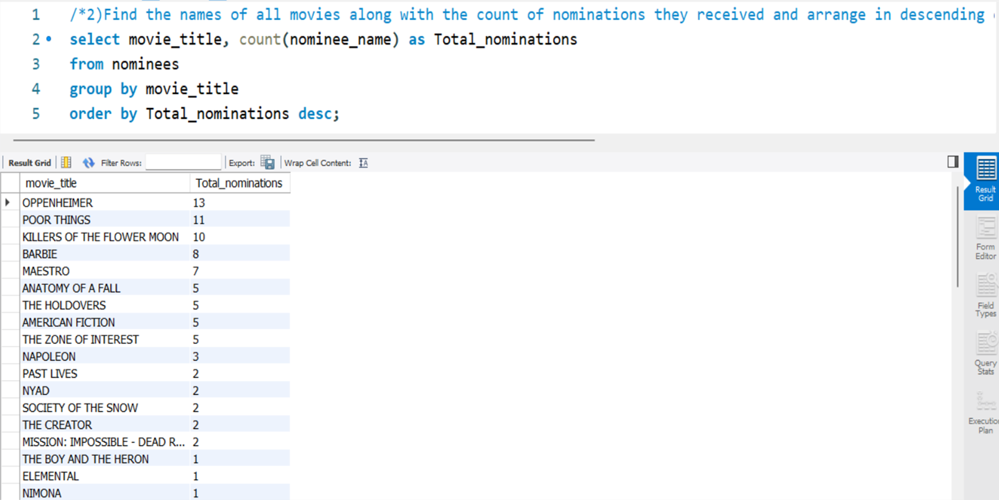 1 /*2)Find the names of all movies along with the count of nominations they received and arrange in descending
2 select movie_title, count(nominee_name) as Total_nominations
3 from nominees
4 group by movie_title
5 order by Total_nominations desc;
Result Grid Filter Rows: Export: Wrap Cell Content:
movie_title Total_nominations
OPPENHEIMER 13
POOR THINGS 11
KILLERS OF THE FLOWER MOON 10
BARBIE 8
MAESTRO 7
ANATOMY OF A FALL 5
THE HOLDOVERS 5
AMERICAN FICTION 5
THE ZONE OF INTEREST 5
NAPOLEON 3
PAST LIVES 2
NYAD 2
SOCIETY OF THE SNOW 2
THE CREATOR 2
MISSION: IMPOSSIBLE - DEAD R... 2
THE BOY AND THE HERON 1
ELEMENTAL 1
NIMONA 1
Result
Grid
Form
Editor
Field
Types
Query
Stats
Executio
Plan